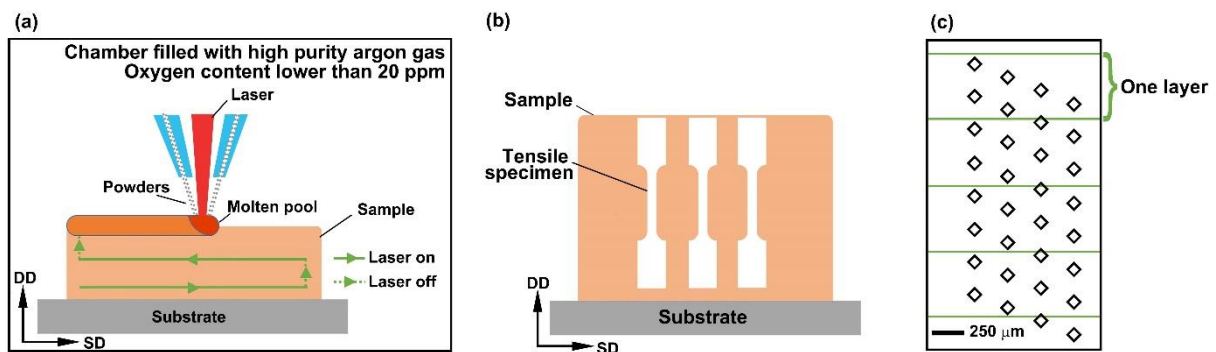 (a)
Chamber filled with high purity argon gas
Oxygen content lower than 20 ppm
Laser
Powders
Molten pool
Sample
Laser on
Laser off
DD
Substrate
SD
(b)
Sample
Tensile
specimen
DD
Substrate
SD
(c)
One layer
250 μm